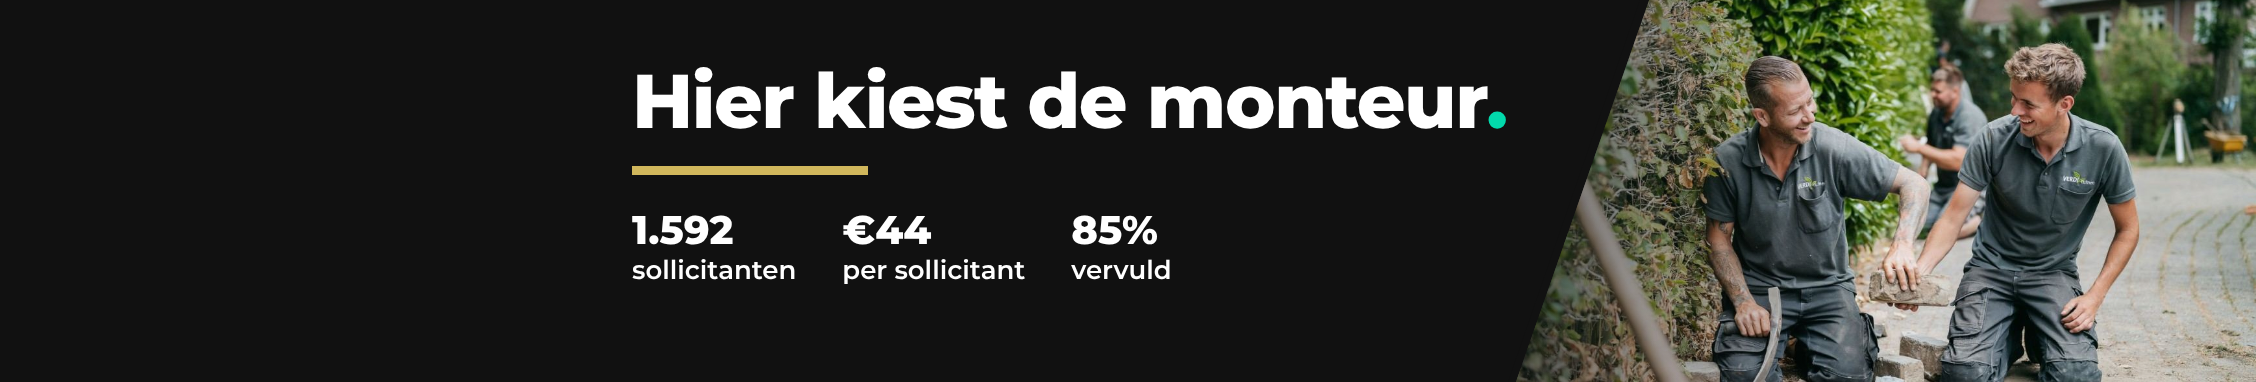 Hier kiest de monteur.
1.592
sollicitanten
€44
per sollicitant
85%
vervuld